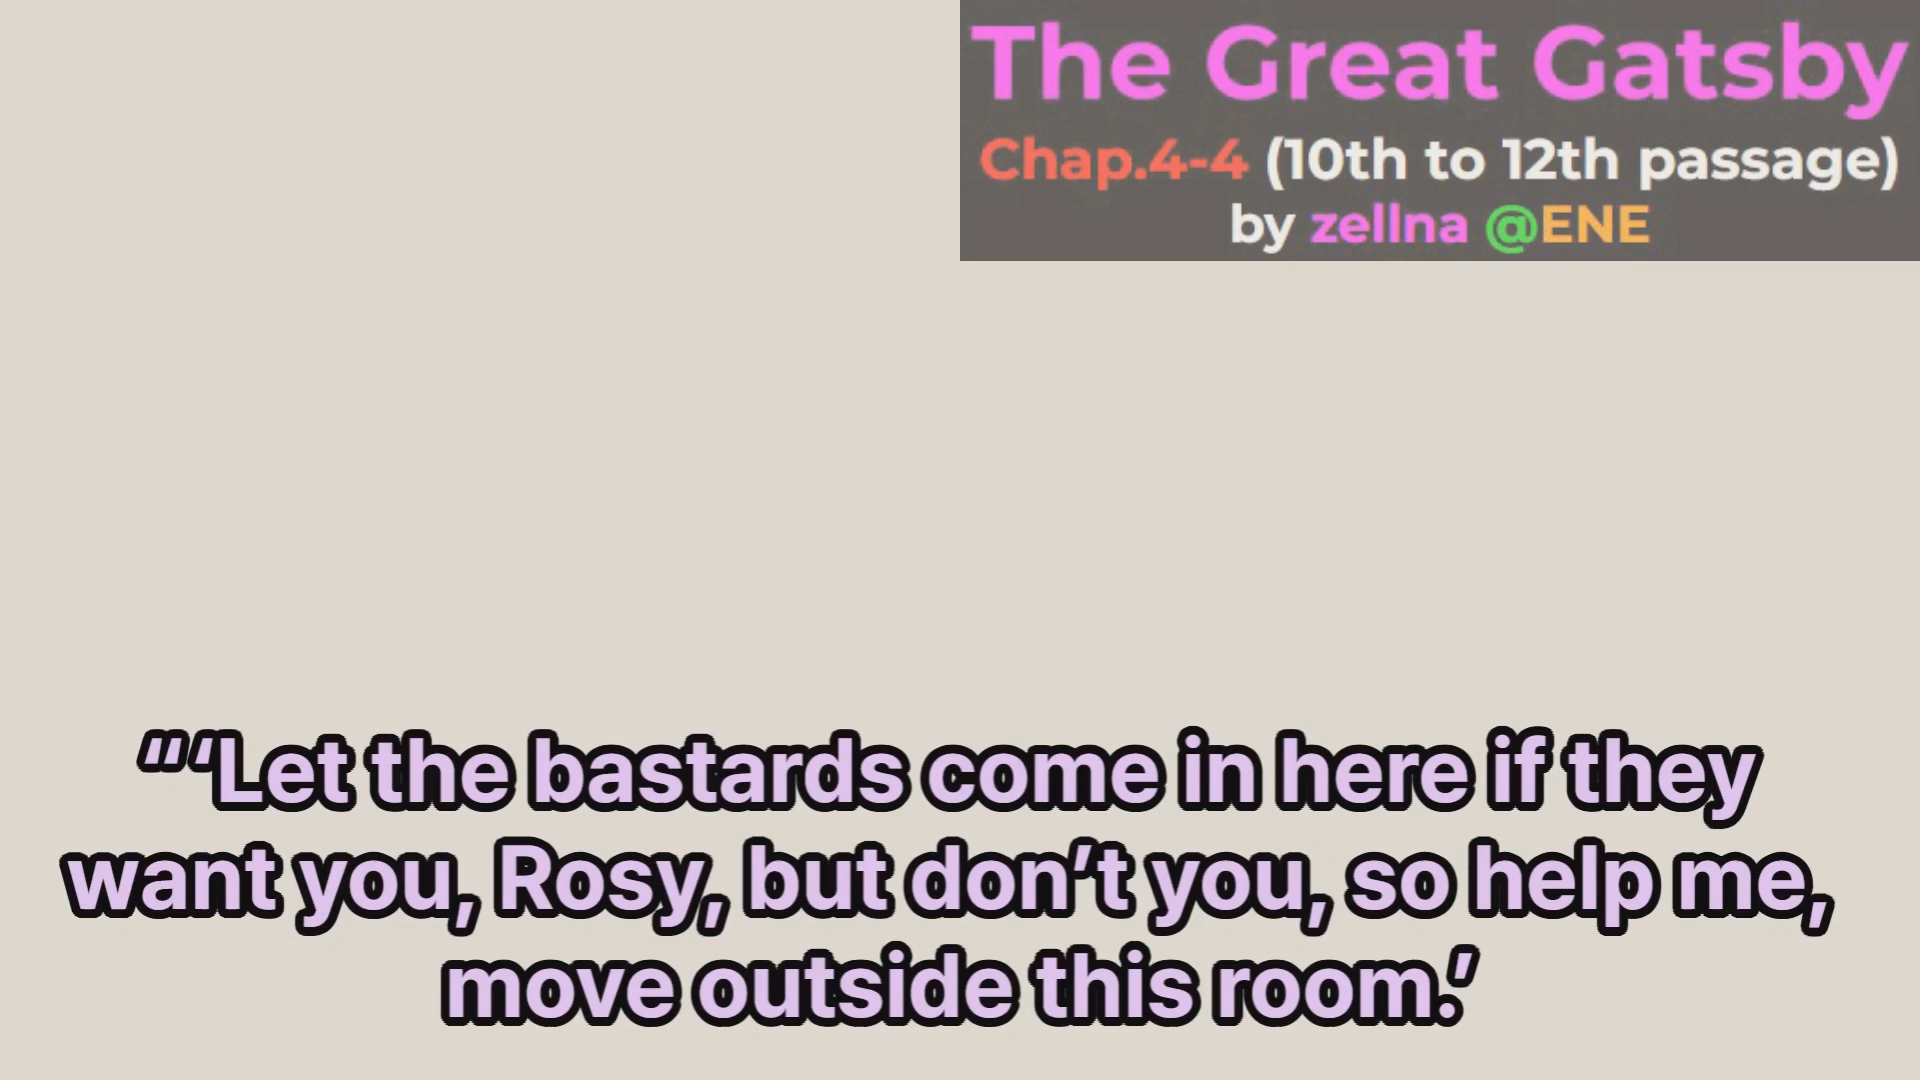 The Great Gatsby
Chap.4-4 (10th to 12th passage)
by zellna @ENE
“‘Let the bastards come in here if they
want you, Rosy, but don’t you, so help me,
move outside this room.’